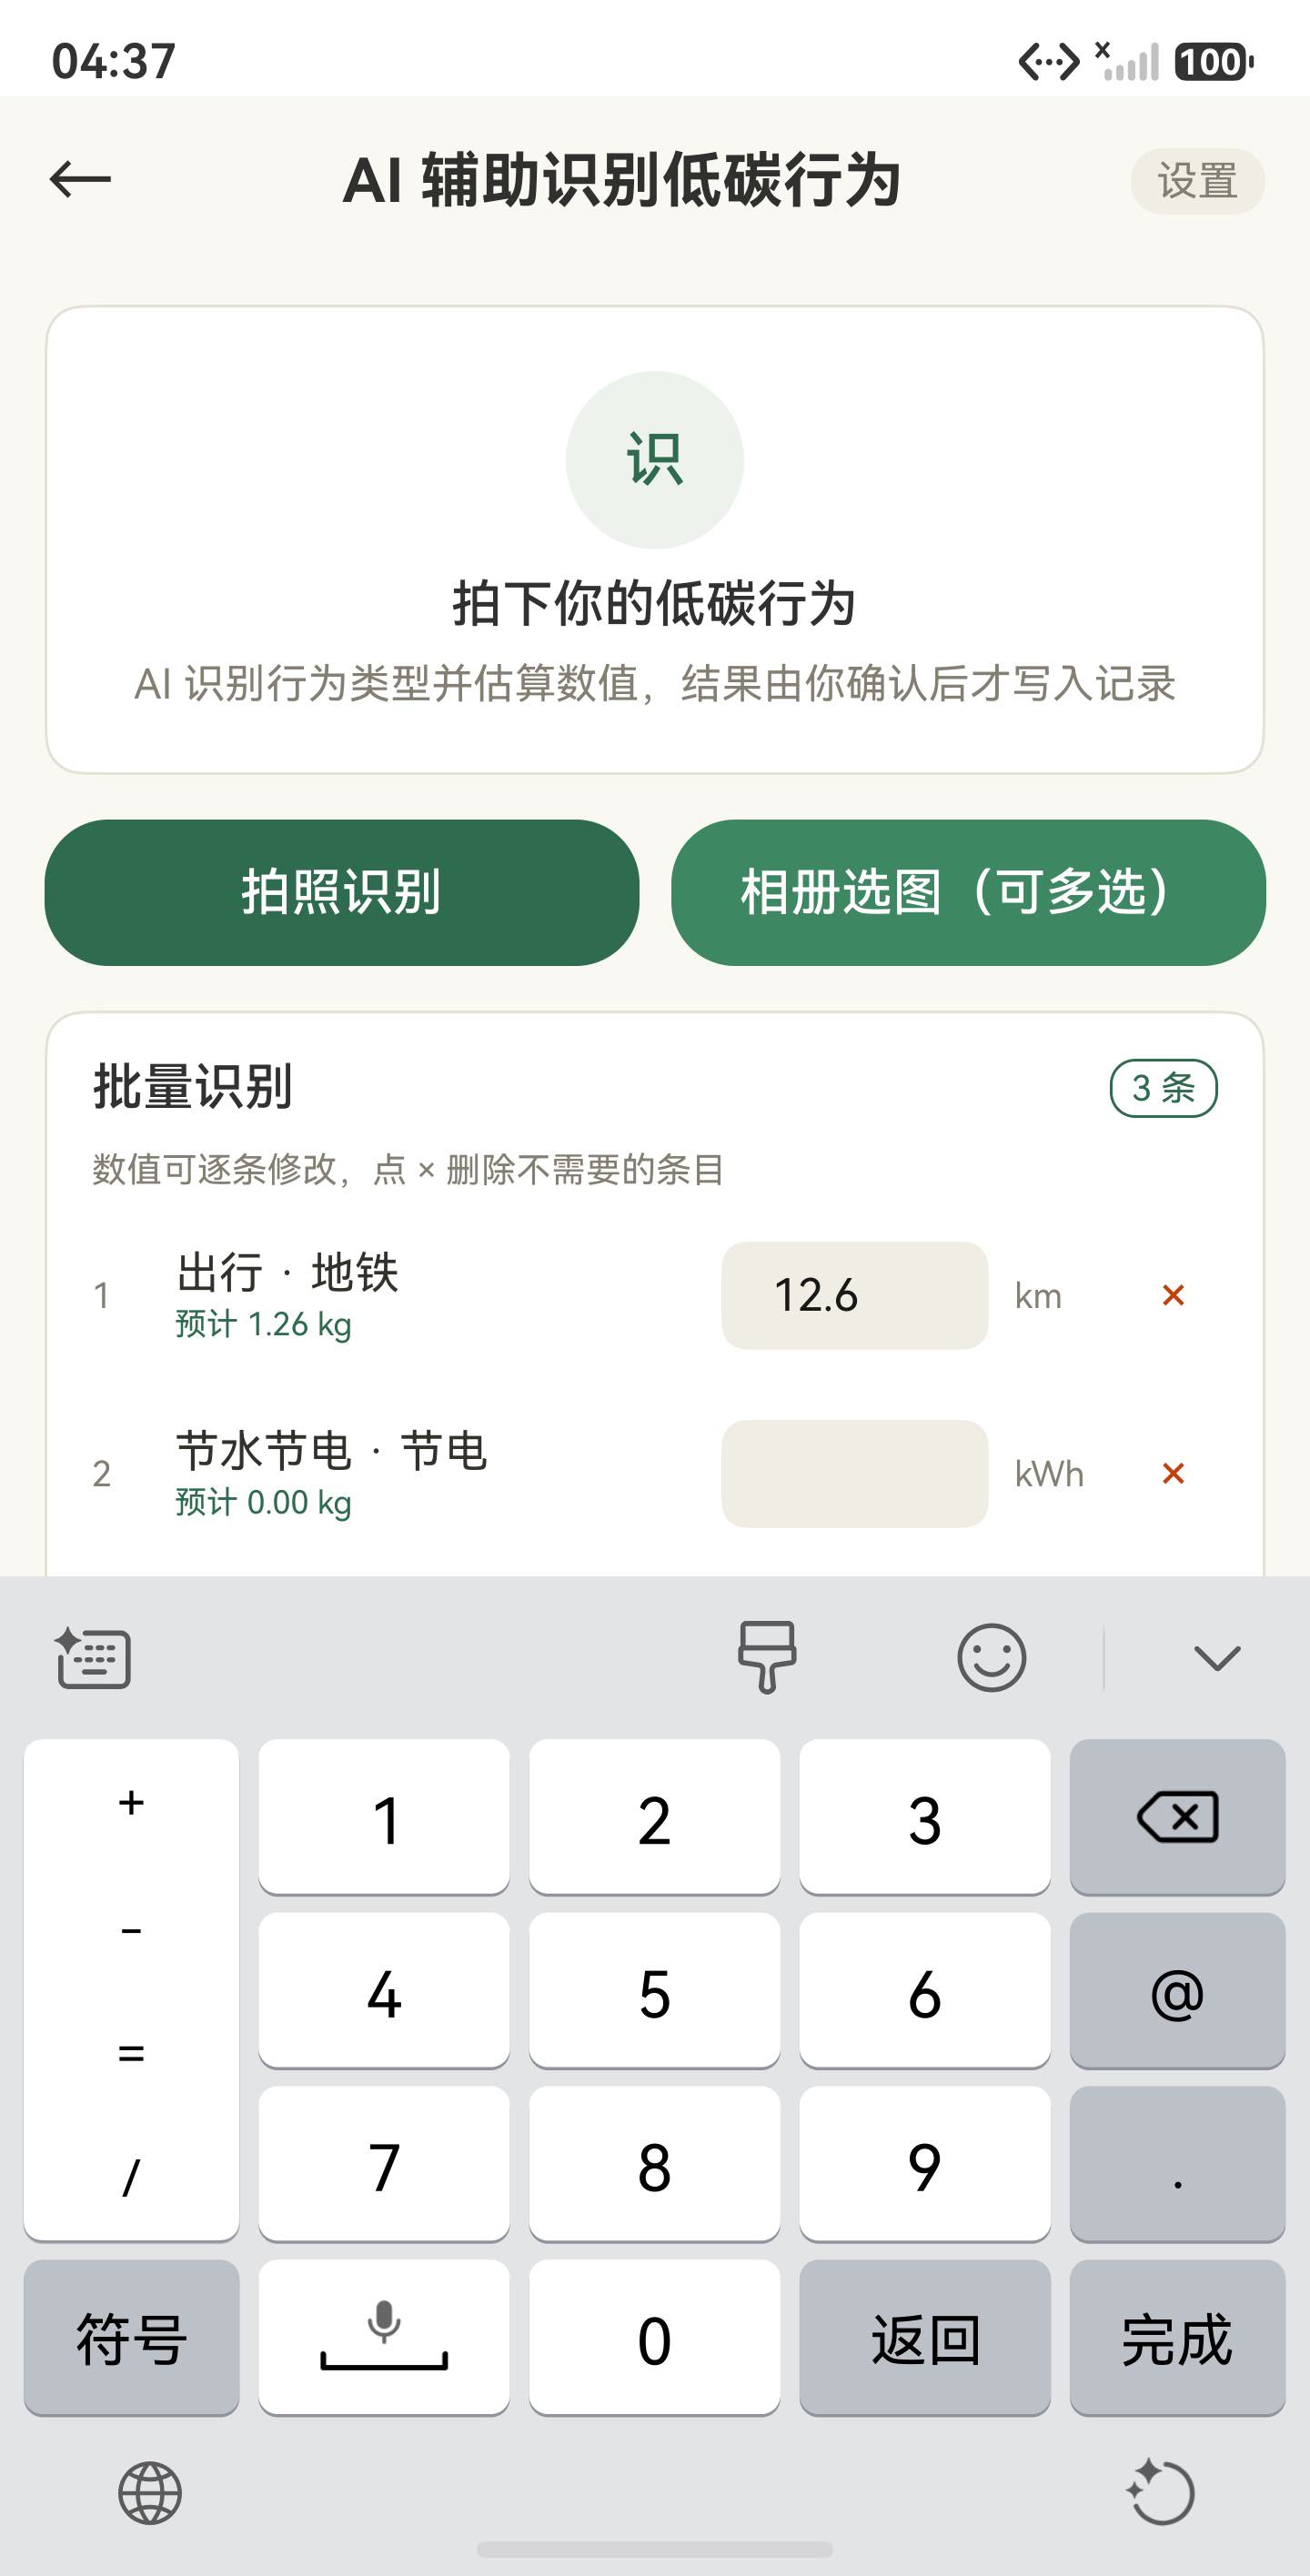 04:37
100
AI 辅助识别低碳行为
设置
识
拍下你的低碳行为
AI 识别行为类型并估算数值，结果由你确认后才写入记录
拍照识别
相册选图（可多选）
批量识别
3 条
数值可逐条修改，点 × 删除不需要的条目
1
出行 · 地铁
预计 1.26 kg
12.6
km
×
2
节水节电 · 节电
预计 0.00 kg
kWh
×
+
-
=
/
1
2
3
4
5
6
@
7
8
9
.
符号
0
返回
完成